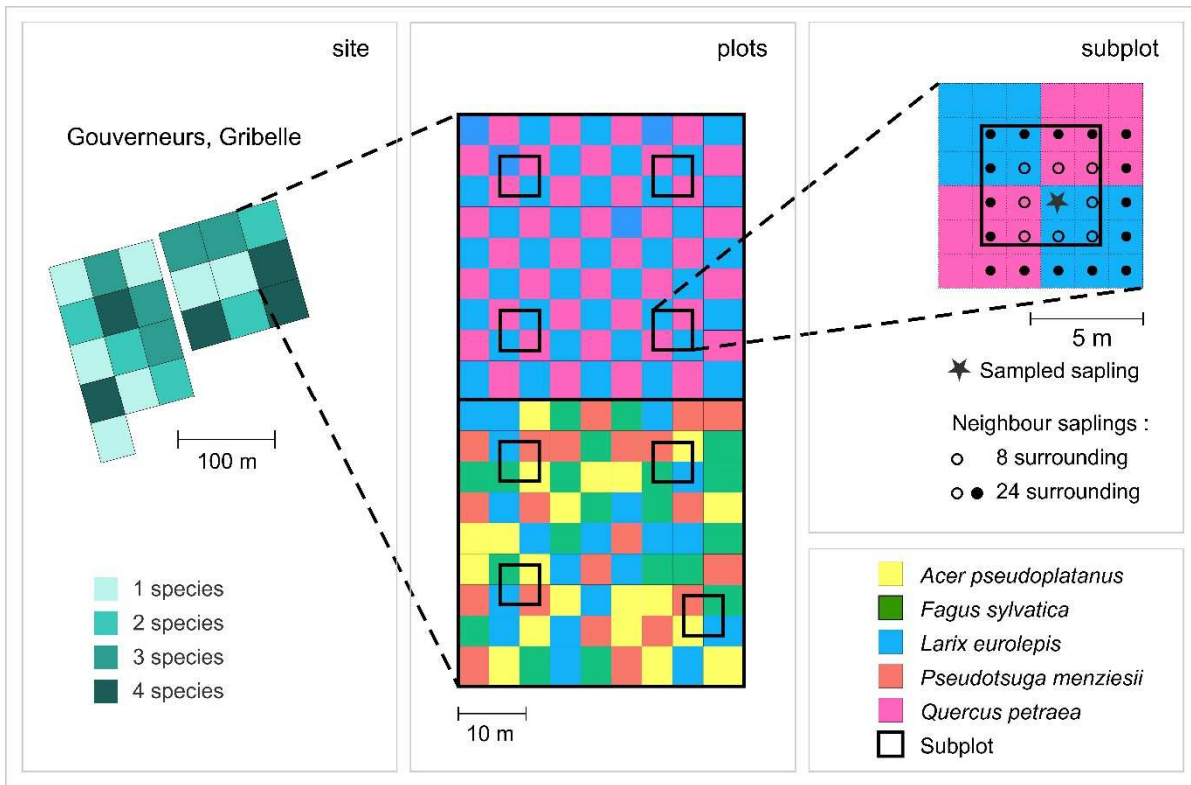 site
Gouverneurs, Gribelle
100 m
1 species
2 species
3 species
4 species
plots
10 m
subplot
5 m
Sampled sapling
Neighbour saplings :
8 surrounding
24 surrounding
Acer pseudoplatanus
Fagus sylvatica
Larix eurolepis
Pseudotsuga menziesii
Quercus petraea
Subplot